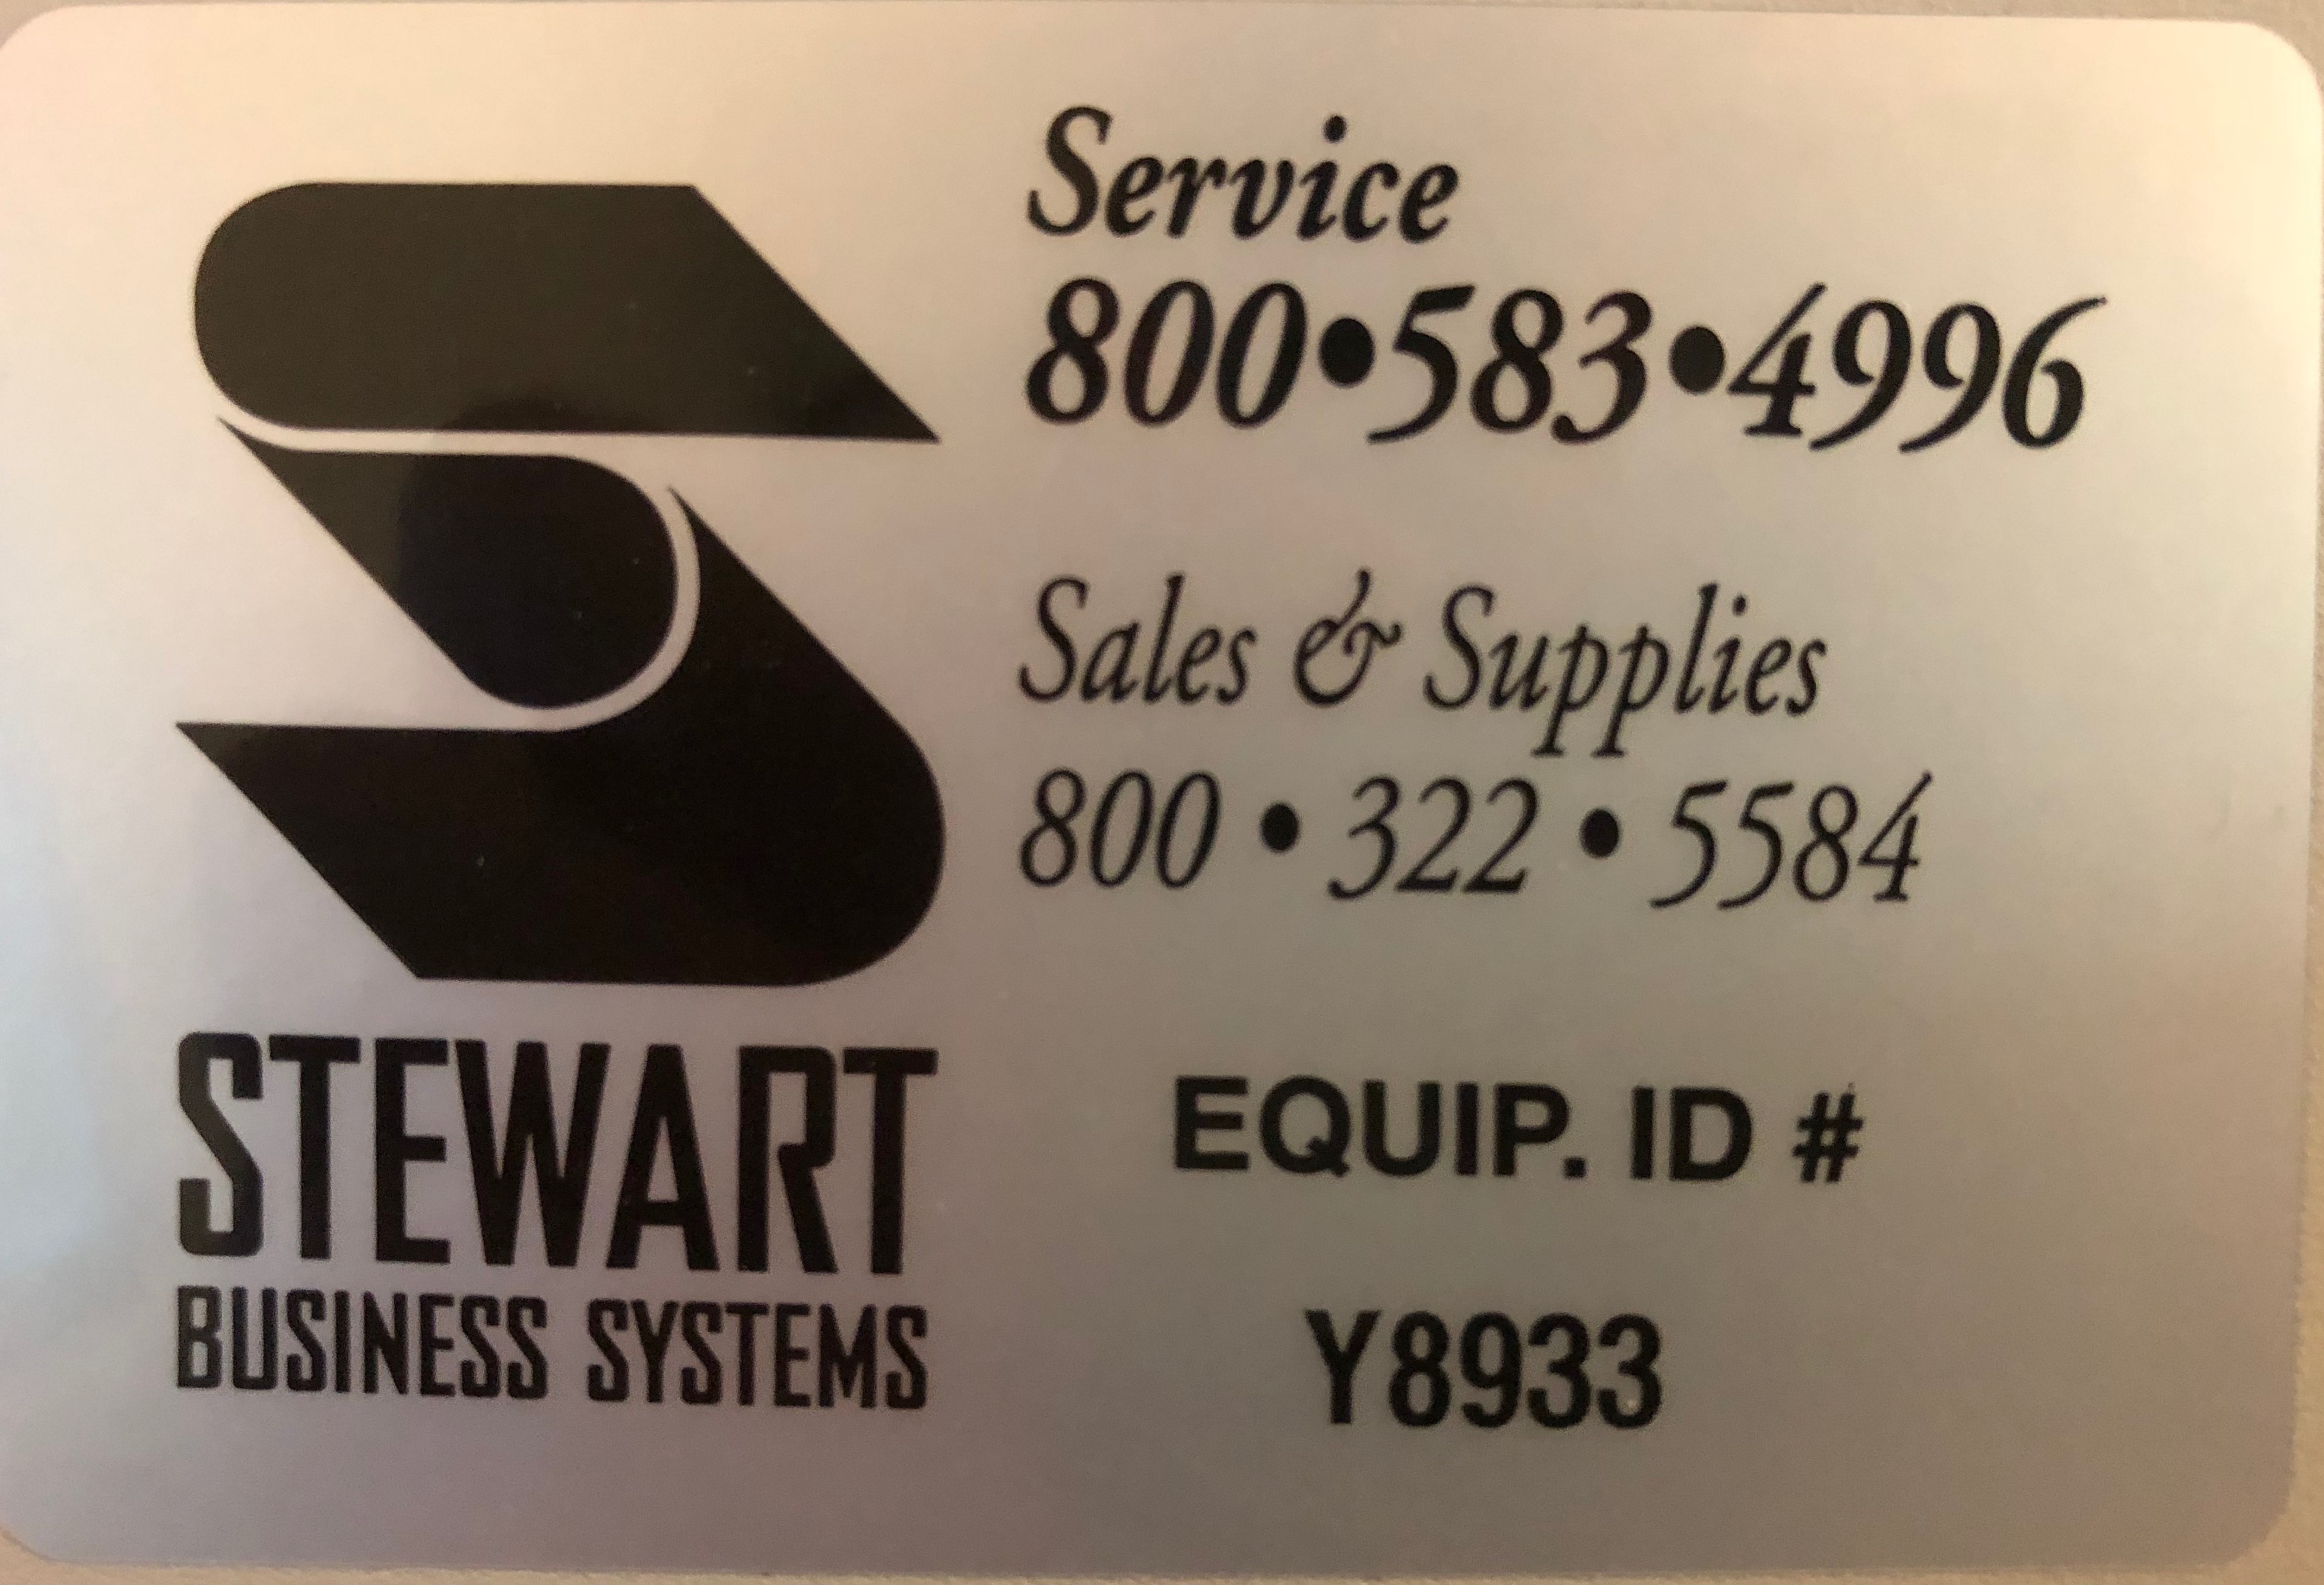 Service
800•583•4996
Sales & Supplies
800 • 322 • 5584
STEWART
BUSINESS SYSTEMS
EQUIP. ID #
Y8933